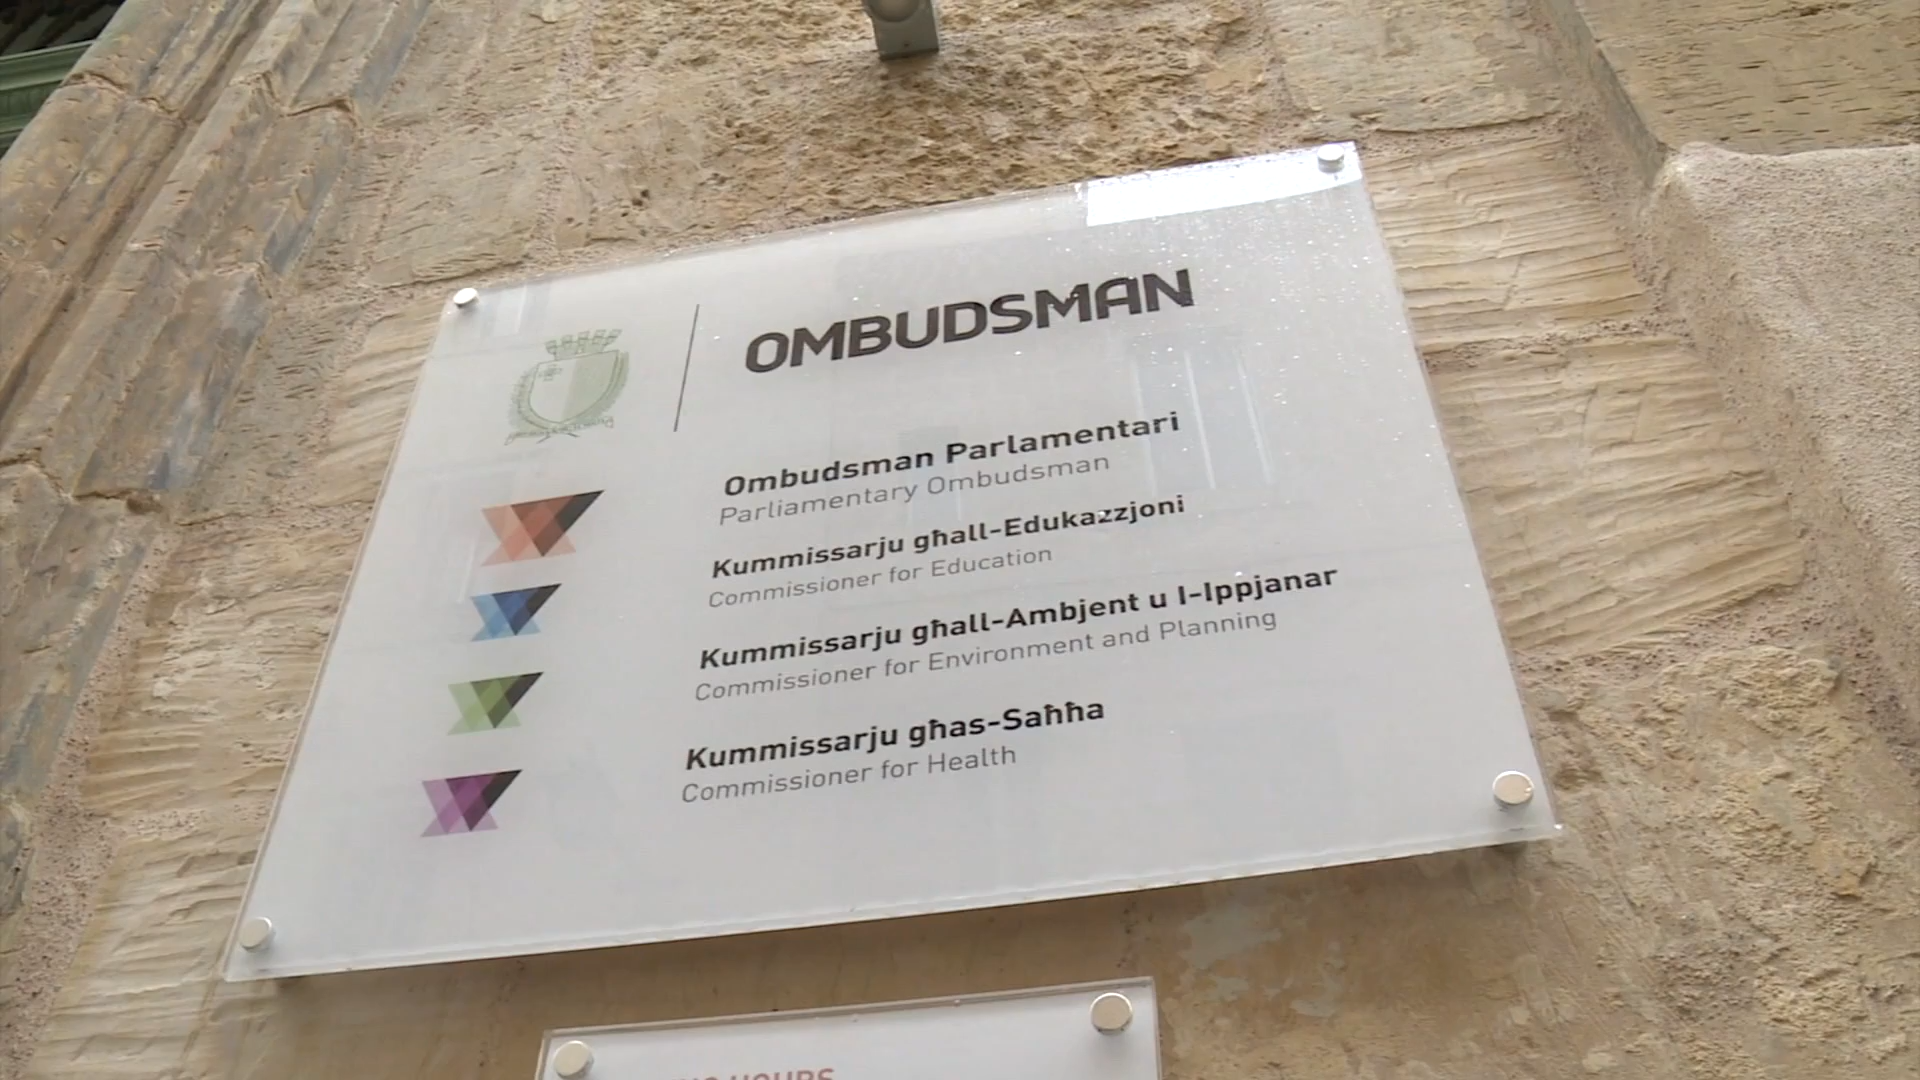 OMBUDSMAN
Ombudsman Parlamentari
Parliamentary Ombudsman
Kummissarju għall-Edukazzjoni
Commissioner for Education
Kummissarju għall-Ambjent u l-Ippjanar
Commissioner for Environment and Planning
Kummissarju għas-Saħħa
Commissioner for Health
HOURS